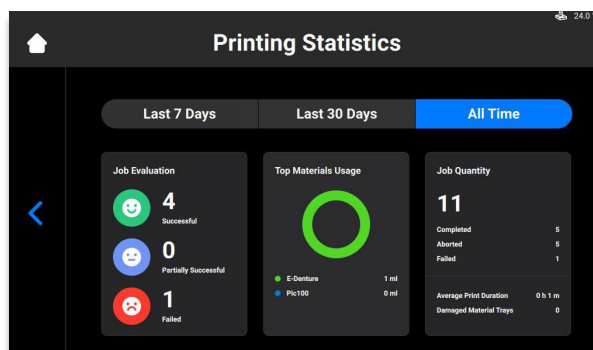 24.0
Printing Statistics
Last 7 Days
Last 30 Days
All Time
Job Evaluation
4
Successful
0
Partially Successful
1
Failed
Top Materials Usage
E-Denture 1 ml
Pic100 0 ml
Job Quantity
11
Completed 5
Aborted 5
Failed 1
Average Print Duration 0 h 1 m
Damaged Material Trays 0